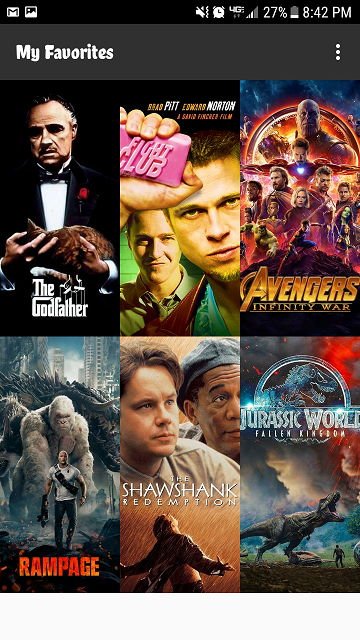 27% 8:42 PM
My Favorites
The
Godfather
BRAD PITT EDWARD NORTON
A DAVID FINCHER FILM
FIGHT
CLUB
AVENGERS
INFINITY WAR
RAMPAGE
THE
SHAWSHANK
REDEMPTION
JURASSIC WORLD
FALLEN KINGDOM